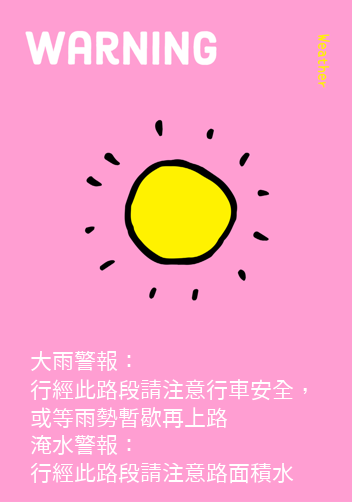 WARNING
Weather
大雨警報：
行經此路段請注意行車安全，
或等雨勢暫歇再上路
淹水警報：
行經此路段請注意路面積水